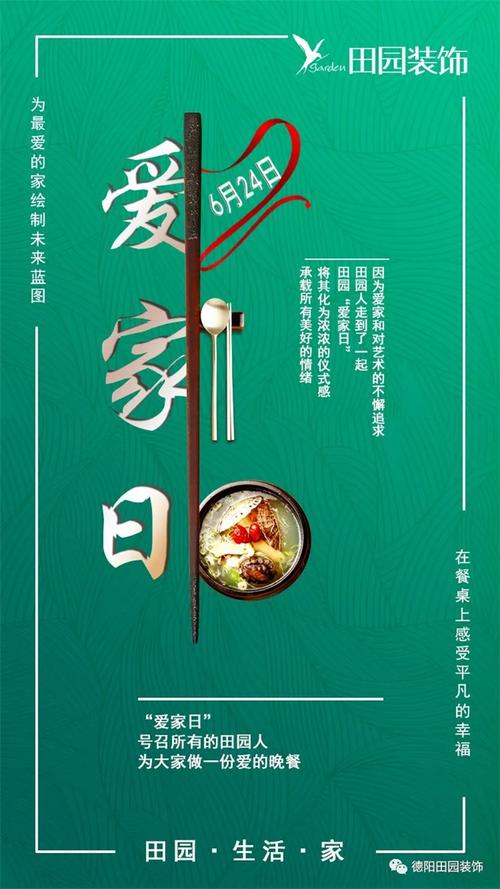 garden 田园装饰
为最爱的家绘制未来蓝图
爱家日
6月24日
因为爱家和对艺术的不懈追求
田园人走到了一起
田园“爱家日”
将其化为浓浓的仪式感
承载所有美好的情绪
在餐桌上感受平凡的幸福
“爱家日”
号召所有的田园人
为大家做一份爱的晚餐
田园·生活·家
德阳田园装饰